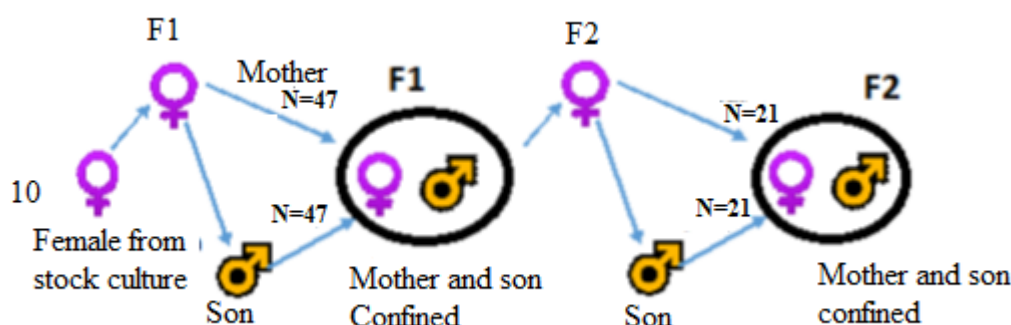 F1
Mother
N=47
F1
10
Female from
stock culture
N=47
Son
Mother and son
Confined
F2
N=21
F2
N=21
Son
Mother and son
confined